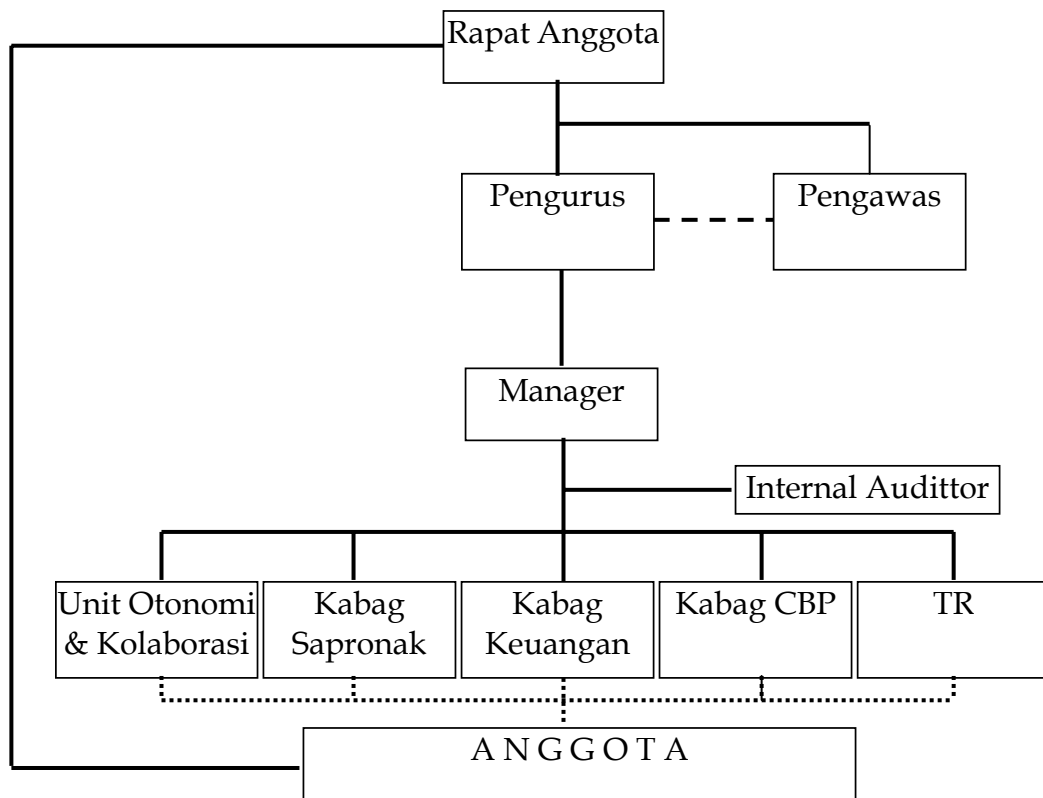 Rapat Anggota
Pengurus
Pengawas
Manager
Internal Audittor
Unit Otonomi
& Kolaborasi
Kabag
Sapronak
Kabag
Keuangan
Kabag CBP
TR
A N G G O T A